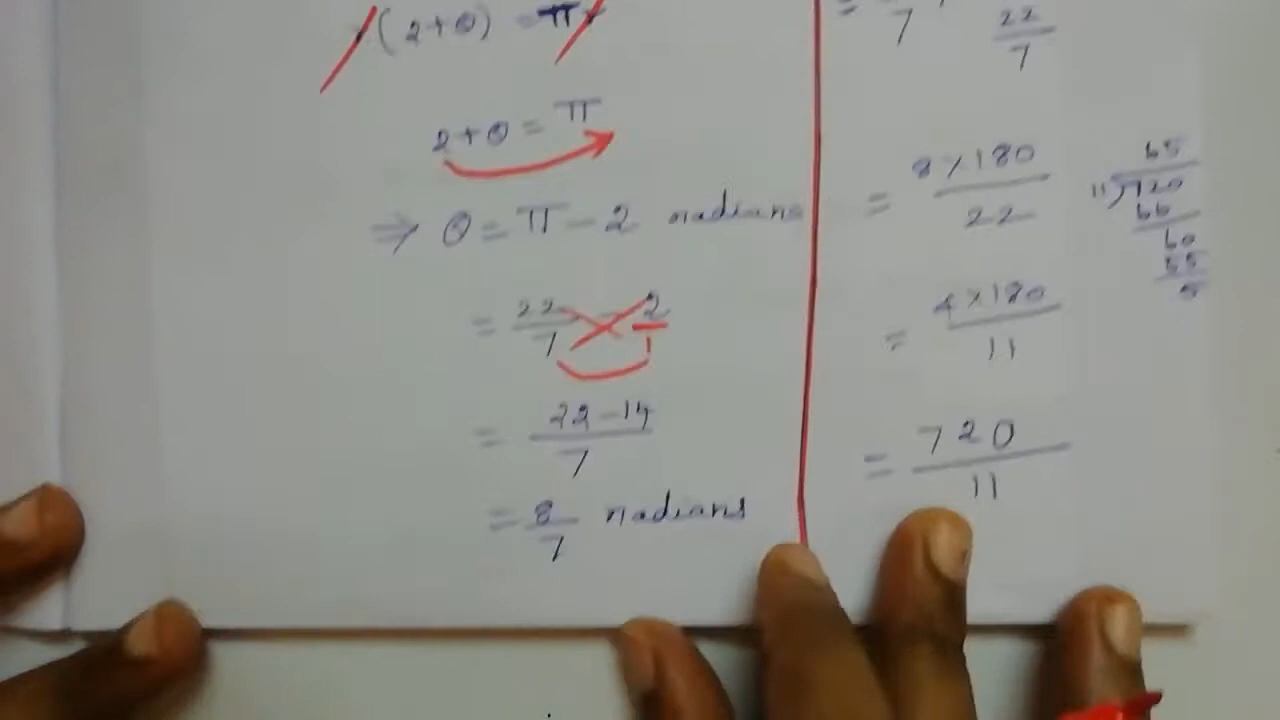 (2+θ) = π r
2+θ = π
⇒ θ = π - 2 radians
= 22/7 - 2/1
= 22-14/7
= 8/7 radians
= 7
22/7
= 8×180/22
= 4×180/11
= 720/11
65
11)720
66
60
55
5